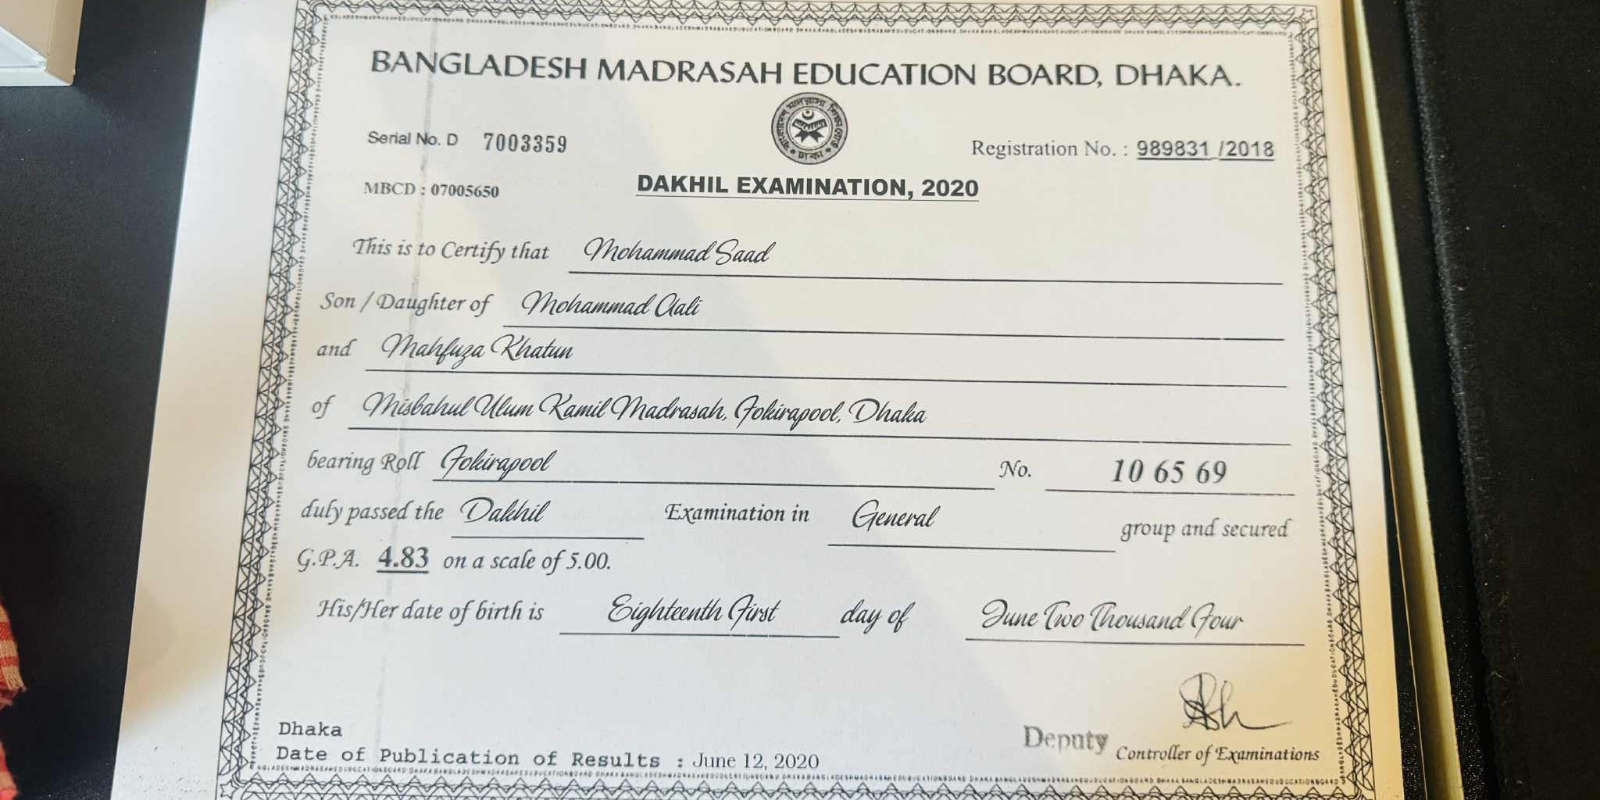 BANGLADESH MADRASAH EDUCATION BOARD, DHAKA.
Serial No. D 7003359
Registration No. : 989831 /2018
MBCD : 07005650
DAKHIL EXAMINATION, 2020
This is to Certify that Mohammad Saad
Son / Daughter of Mohammad Aali
and Mahfuza Khatun
of Misbahul Ulum Kamil Madrasah, Fokirapool, Dhaka
bearing Roll Fokirapool No. 10 65 69
duly passed the Dakhil Examination in General group and secured
G.P.A. 4.83 on a scale of 5.00.
His/Her date of birth is Eighteenth First day of June Two Thousand Four
Dhaka
Date of Publication of Results : June 12, 2020
Deputy Controller of Examinations